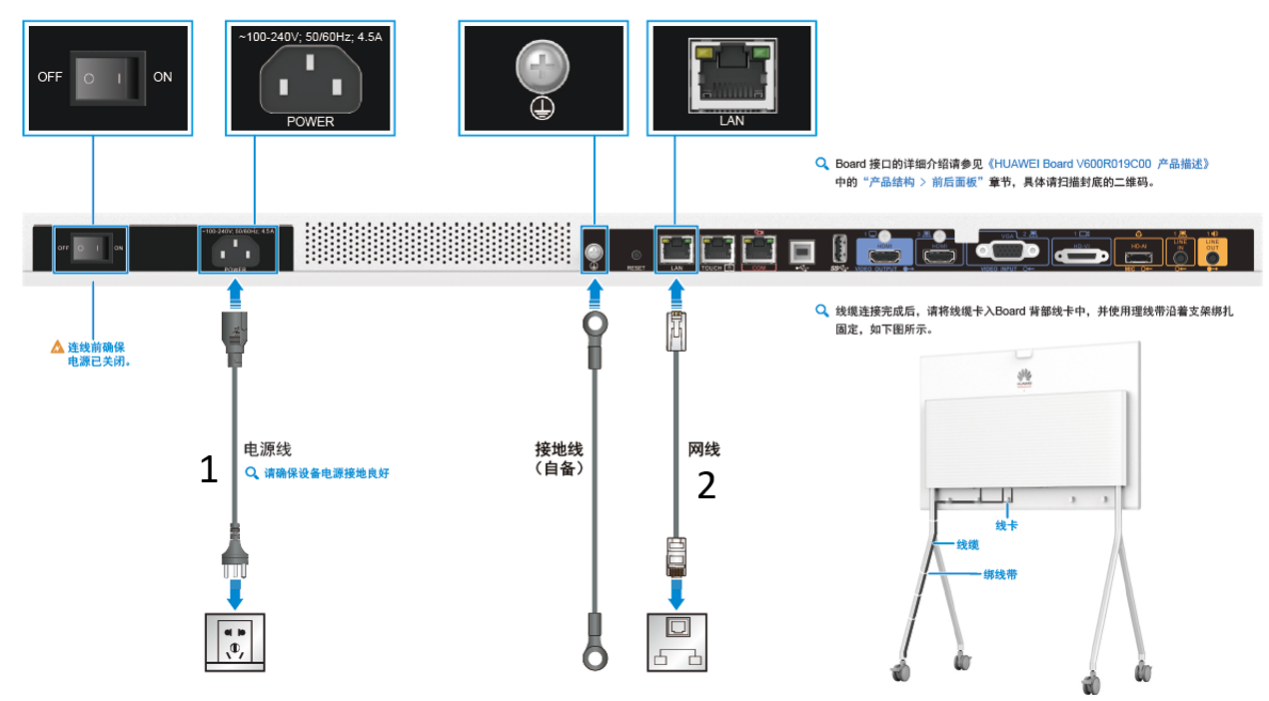 OFF
ON
~100-240V; 50/60Hz; 4.5A
POWER
LAN
Board 接口的详细介绍请参见《HUAWEI Board V600R019C00 产品描述》
中的“产品结构 > 前后面板”章节，具体请扫描封底的二维码。
OFF
ON
~100-240V; 50/60Hz; 4.5A
POWER
RESET
LAN
TOUCH
COM
VGA
HDMI
HDMI
HD-VI
HD-AI
LINE
IN
LINE
OUT
VIDEO OUTPUT
VIDEO INPUT
MIC
线缆连接完成后，请将线缆卡入Board 背部线卡中，并使用理线带沿着支架绑扎
固定，如下图所示。
连线前确保
电源已关闭。
HUAWEI
1
电源线
请确保设备电源接地良好
接地线
（自备）
网线
2
线卡
线缆
绑线带